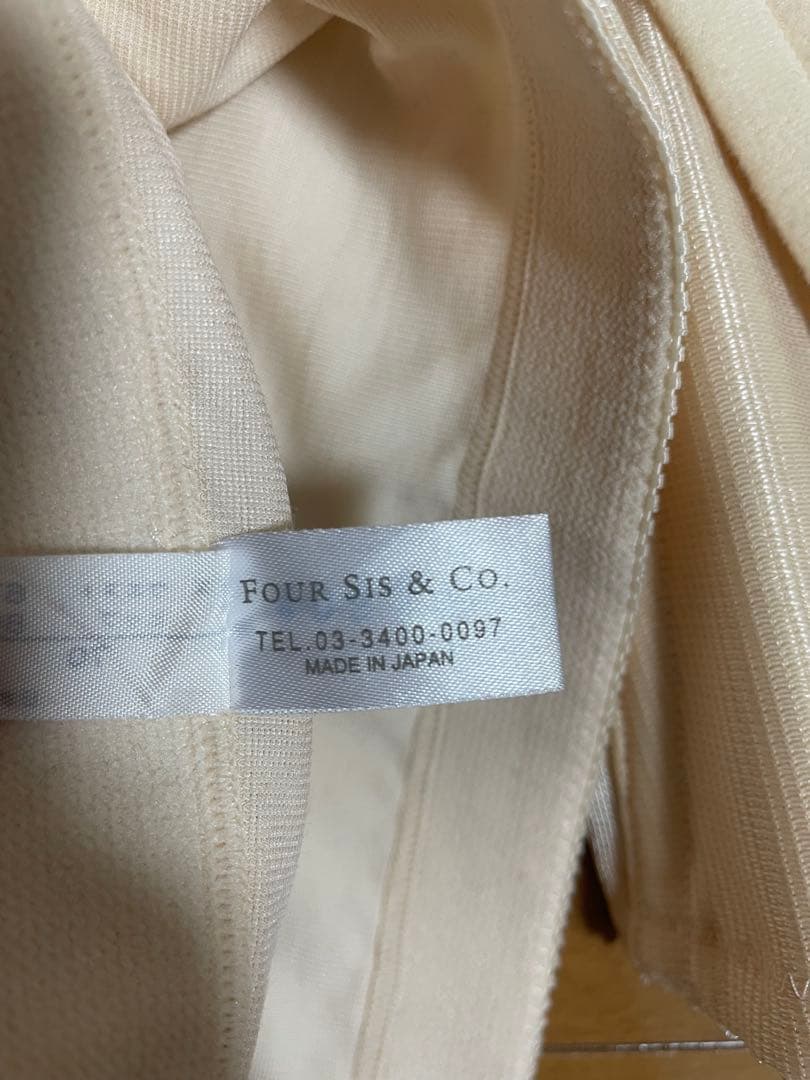 FOUR SIS & CO.
TEL.03-3400-0097
MADE IN JAPAN